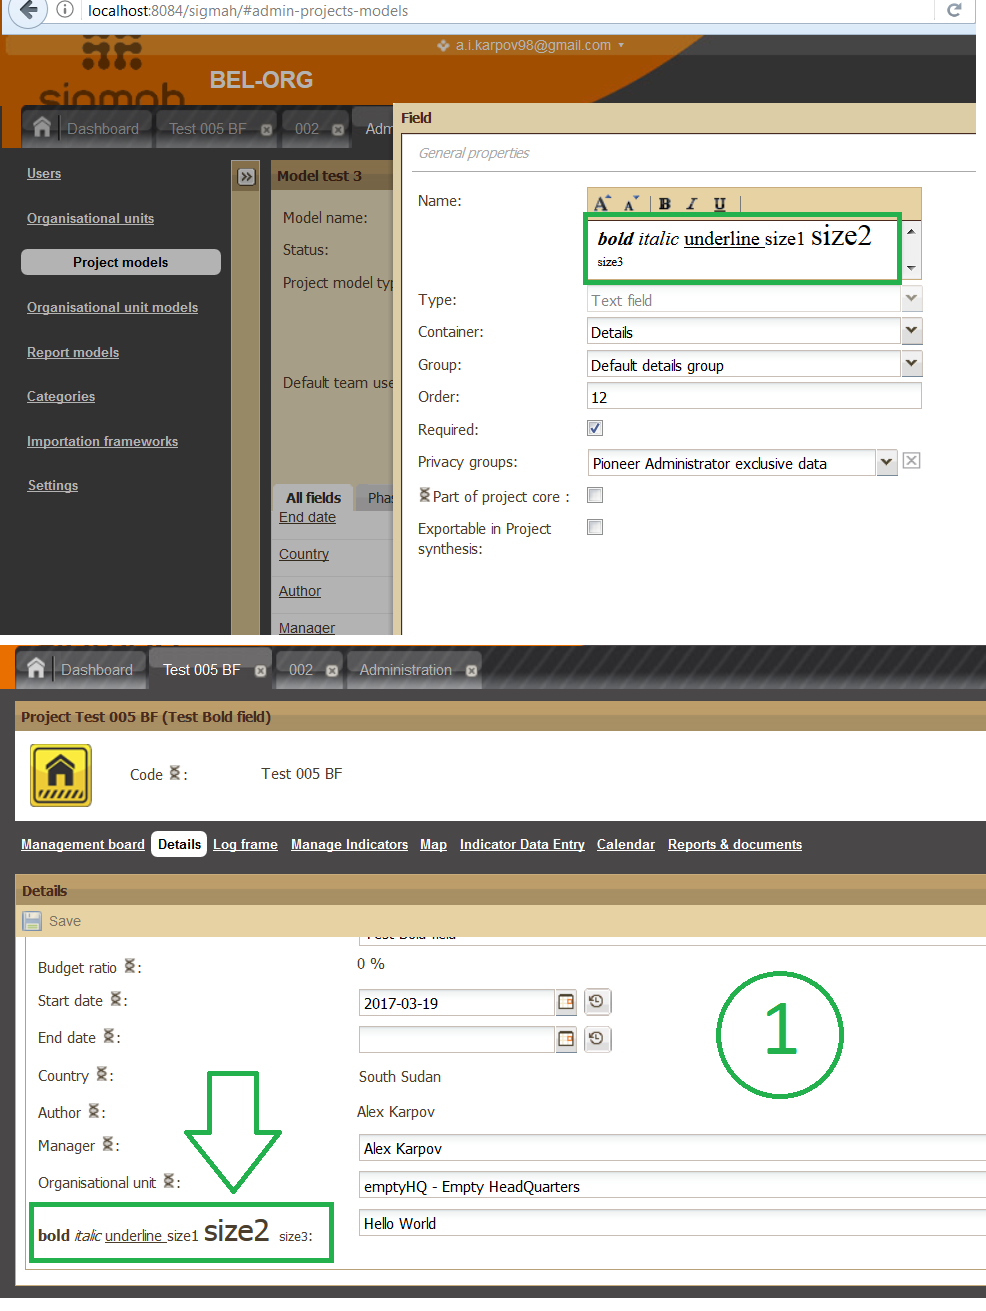 localhost:8084/sigmah/#admin-projects-models
a.i.karpov98@gmail.com
sigmah
BEL-ORG
Dashboard Test 005 BF 002 Adm
Field
General properties
Users
Organisational units
Project models
Organisational unit models
Report models
Categories
Importation frameworks
Settings
Model test 3
Model name:
Status:
Project model typ
Default team use
All fields Phas
End date
Country
Author
Manager
Name:
A A B I U
bold italic underline size1 size2
size3
Type: Text field
Container: Details
Group: Default details group
Order: 12
Required:
Privacy groups: Pioneer Administrator exclusive data
Part of project core :
Exportable in Project
synthesis:
Dashboard Test 005 BF 002 Administration
Project Test 005 BF (Test Bold field)
Code : Test 005 BF
Management board Details Log frame Manage Indicators Map Indicator Data Entry Calendar Reports & documents
Details
Save
Test Bold field
Budget ratio : 0 %
Start date : 2017-03-19
End date :
Country : South Sudan
Author : Alex Karpov
Manager : Alex Karpov
Organisational unit : emptyHQ - Empty HeadQuarters
bold italic underline size1 size2 size3: Hello World
1